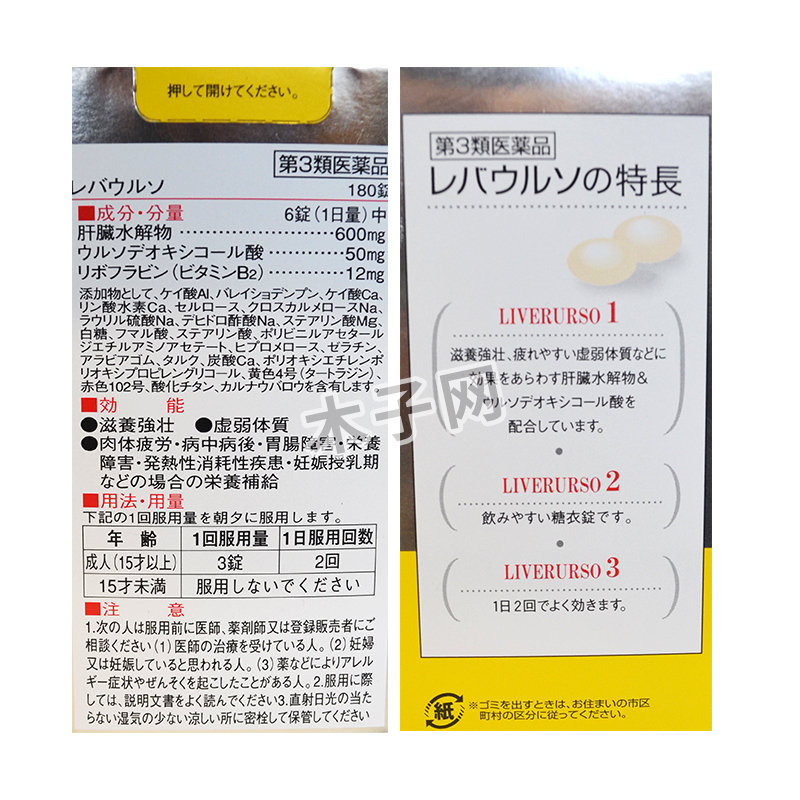 押して開けてください。
第3類医薬品
レバウルソ 180錠
■成分・分量 6錠(1日量)中
肝臓水解物…………………………600mg
ウルソデオキシコール酸…………50mg
リボフラビン(ビタミンB2)…………12mg
添加物として、ケイ酸Al、バレイショデンプン、ケイ酸Ca、
リン酸水素Ca、セルロース、クロスカルメロースNa、
ラウリル硫酸Na、デヒドロ酢酸Na、ステアリン酸Mg、
白糖、フマル酸、ステアリン酸、ポリビニルアセタール
ジエチルアミノアセテート、ヒプロメロース、ゼラチン、
アラビアゴム、タルク、炭酸Ca、ポリオキシエチレンポ
リオキシプロピレングリコール、黄色4号(タートラジン)、
赤色102号、酸化チタン、カルナウバロウを含有します。
■効 能
●滋養強壮 ●虚弱体質
●肉体疲労・病中病後・胃腸障害・栄養
障害・発熱性消耗性疾患・妊娠授乳期
などの場合の栄養補給
■用法・用量
下記の1回服用量を朝夕に服用します。
年 齢 1回服用量 1日服用回数
成人(15才以上) 3錠 2回
15才未満 服用しないでください
■注 意
1.次の人は服用前に医師、薬剤師又は登録販売者にご
相談ください(1)医師の治療を受けている人。(2)妊婦
又は妊娠していると思われる人。(3)薬などによりアレル
ギー症状やぜんそくを起こしたことがある人。2.服用に際
しては、説明文書をよく読んでください3.直射日光の当た
らない湿気の少ない涼しい所に密栓して保管してください
第3類医薬品
レバウルソの特長
LIVERURSO 1
滋養強壮、疲れやすい虚弱体質などに
効果をあらわす肝臓水解物&
ウルソデオキシコール酸を
配合しています。
LIVERURSO 2
飲みやすい糖衣錠です。
LIVERURSO 3
1日2回でよく効きます。
紙
※ゴミを出すときは、お住まいの市区
町村の区分に従ってください。
木子网